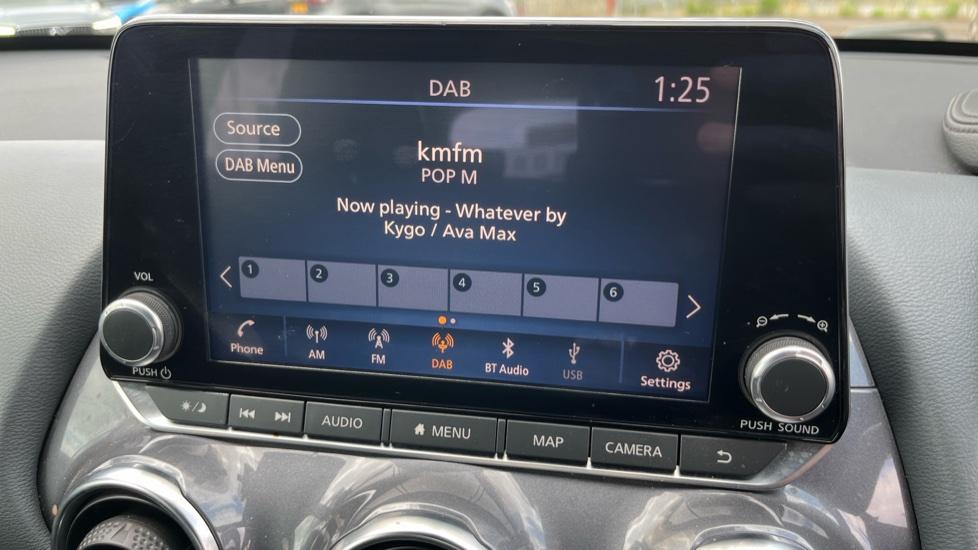 DAB
1:25
Source
DAB Menu
kmfm
POP M
Now playing - Whatever by
Kygo / Ava Max
1 2 3 4 5 6
Phone AM FM DAB BT Audio USB Settings
VOL
PUSH
PUSH SOUND
AUDIO MENU MAP CAMERA